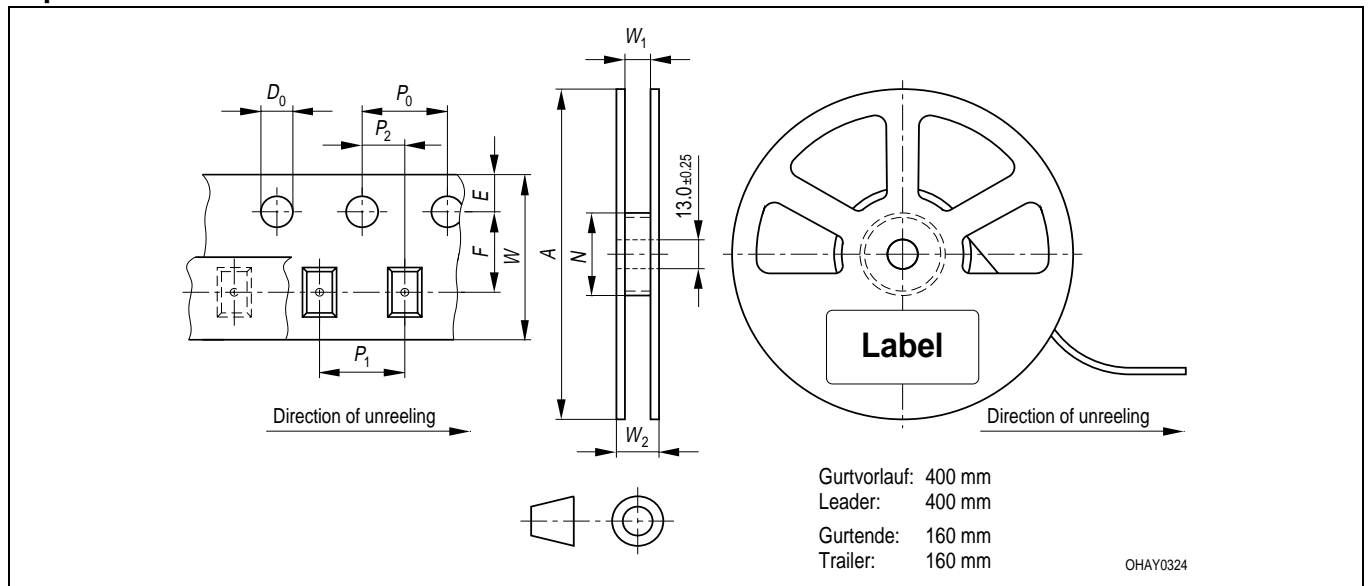 W1
D0
P0
P2
E
F
W
A
N
13.0 ±0.25
Label
P1
Direction of unreeling
W2
Direction of unreeling
Gurtvorlauf: 400 mm
Leader: 400 mm
Gurtende: 160 mm
Trailer: 160 mm
OHAY0324